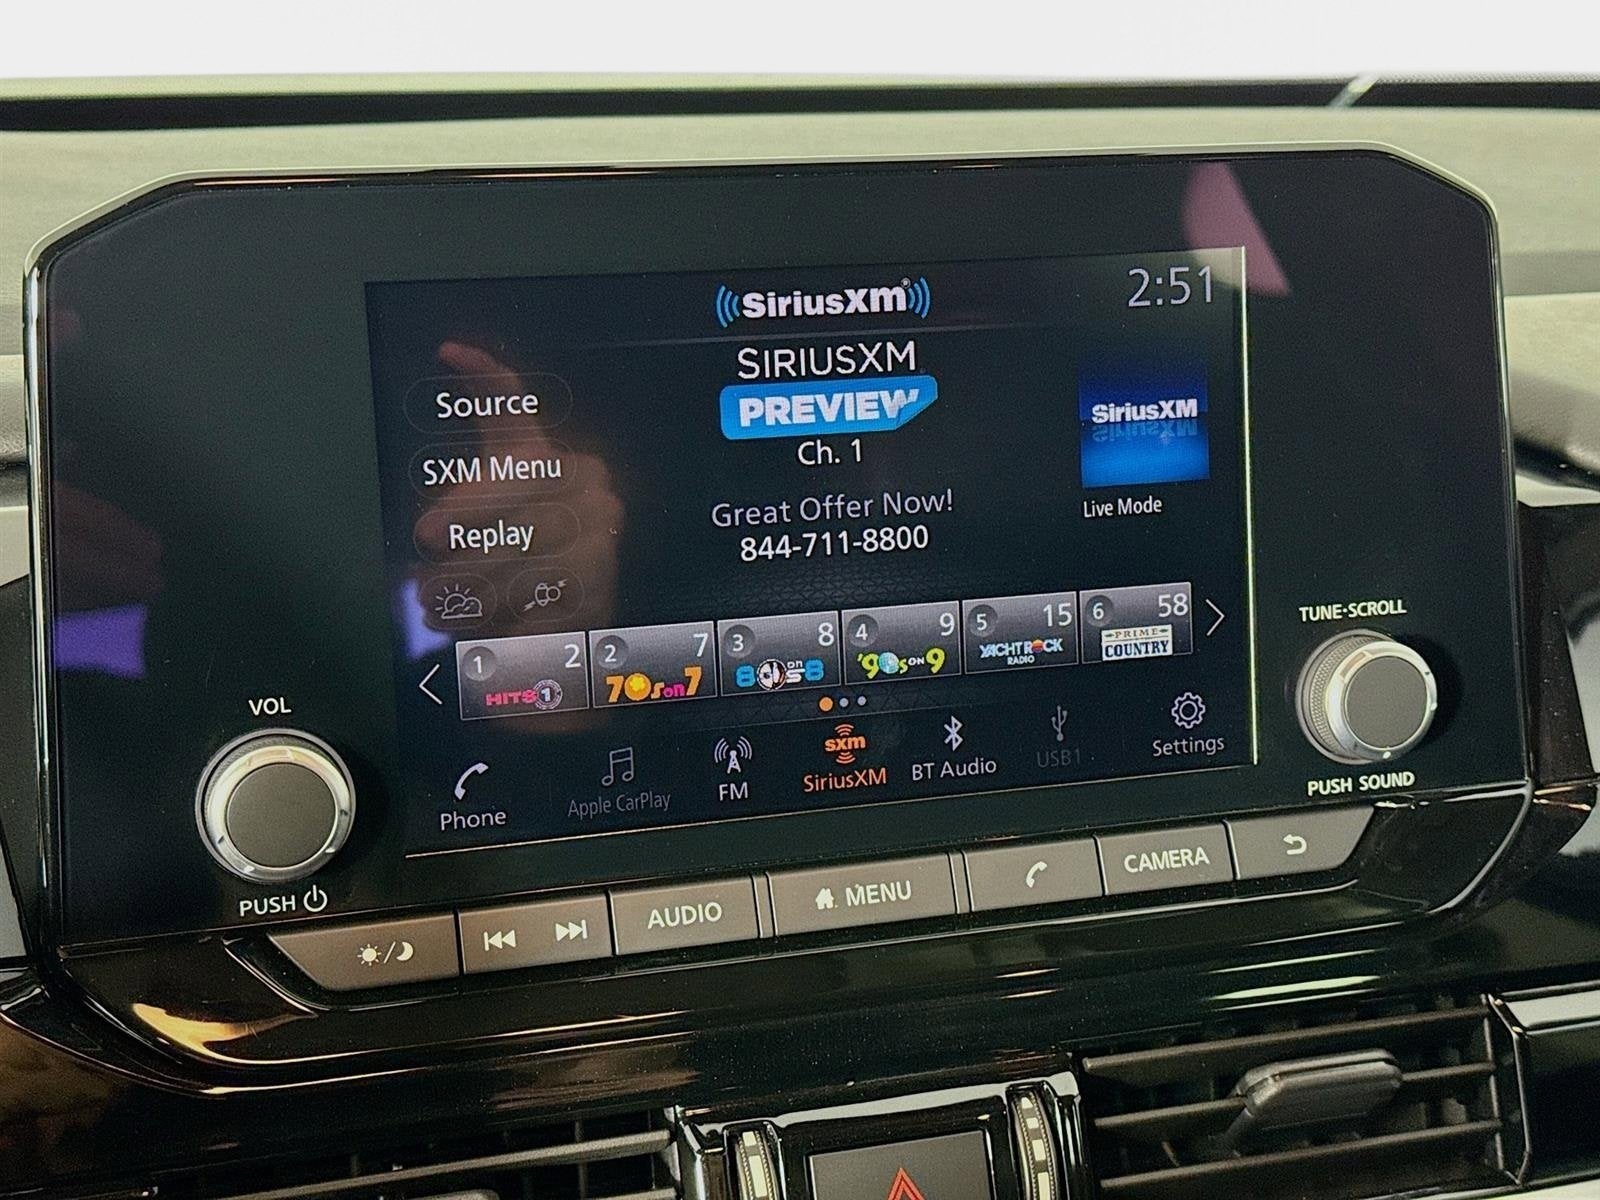 SiriusXM
2:51
SIRIUSXM
PREVIEW
Ch. 1
Great Offer Now!
844-711-8800
Source
SXM Menu
Replay
SiriusXM
Live Mode
1 2 HITS 1
2 7 70s on 7
3 8 80s on 8
4 9 '90s ON 9
5 15 YACHT ROCK RADIO
6 58 PRIME COUNTRY
Phone
Apple CarPlay
FM
sxm
SiriusXM
BT Audio
USB1
Settings
VOL
PUSH
TUNE·SCROLL
PUSH SOUND
AUDIO
MENU
CAMERA